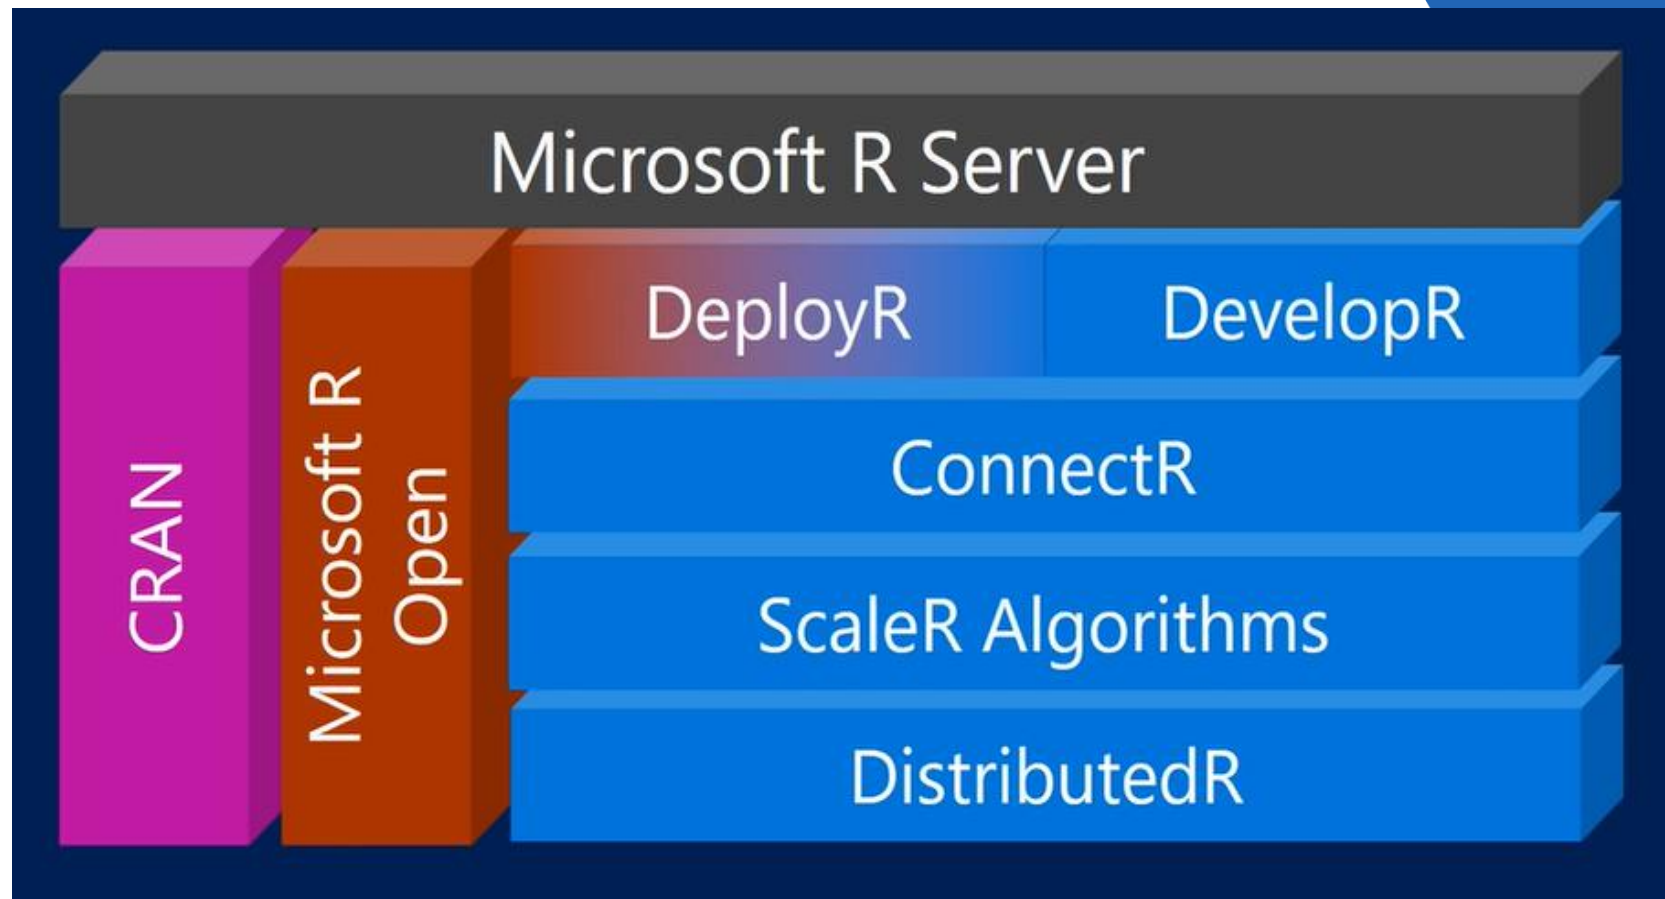 Microsoft R Server
CRAN
Microsoft R
Open
DeployR
DevelopR
ConnectR
ScaleR Algorithms
DistributedR